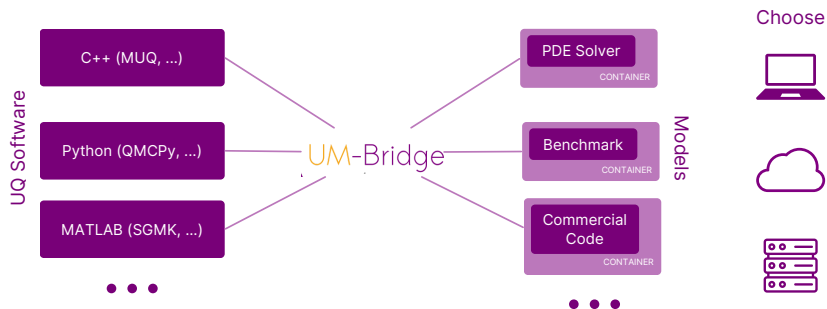 Choose
C++ (MUQ, ...)
Python (QMCPy, ...)
MATLAB (SGMK, ...)
UQ Software
UM-Bridge
PDE Solver
CONTAINER
Benchmark
CONTAINER
Commercial
Code
CONTAINER
Models